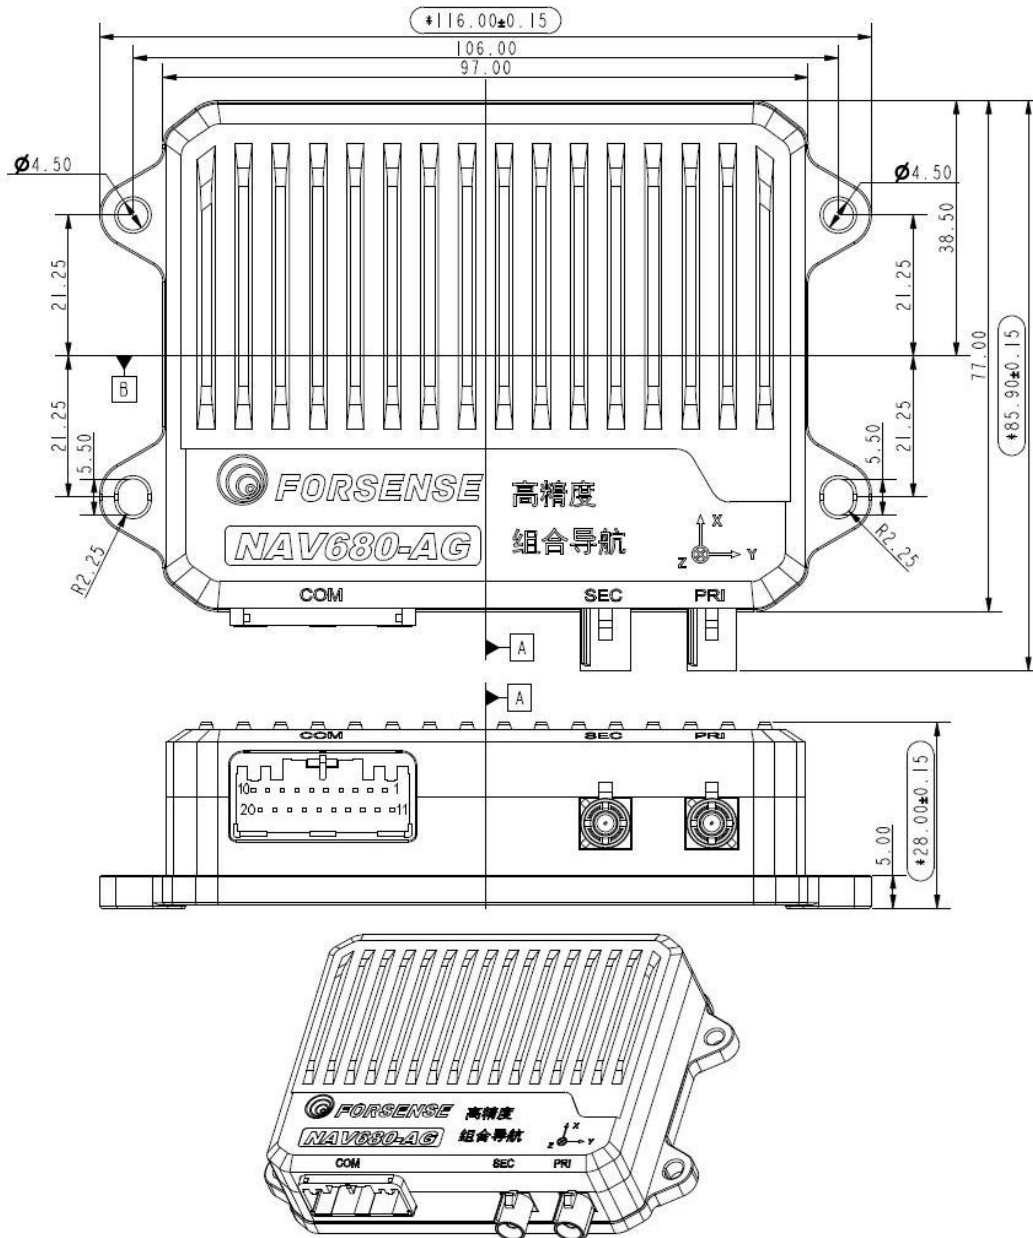 *116.00±0.15
106.00
97.00
Ø4.50
Ø4.50
38.50
21.25
21.25
77.00
*85.90±0.15
B
21.25
5.50
21.25
5.50
R2.25
R2.25
FORSENSE
高精度
NAV680-AG
组合导航
X
Z
Y
COM
SEC
PRI
A
A
COM
SEC
PRI
10
1
20
11
5.00
*28.00±0.15
FORSENSE
高精度
NAV680-AG
组合导航
X
Z
Y
COM
SEC
PRI